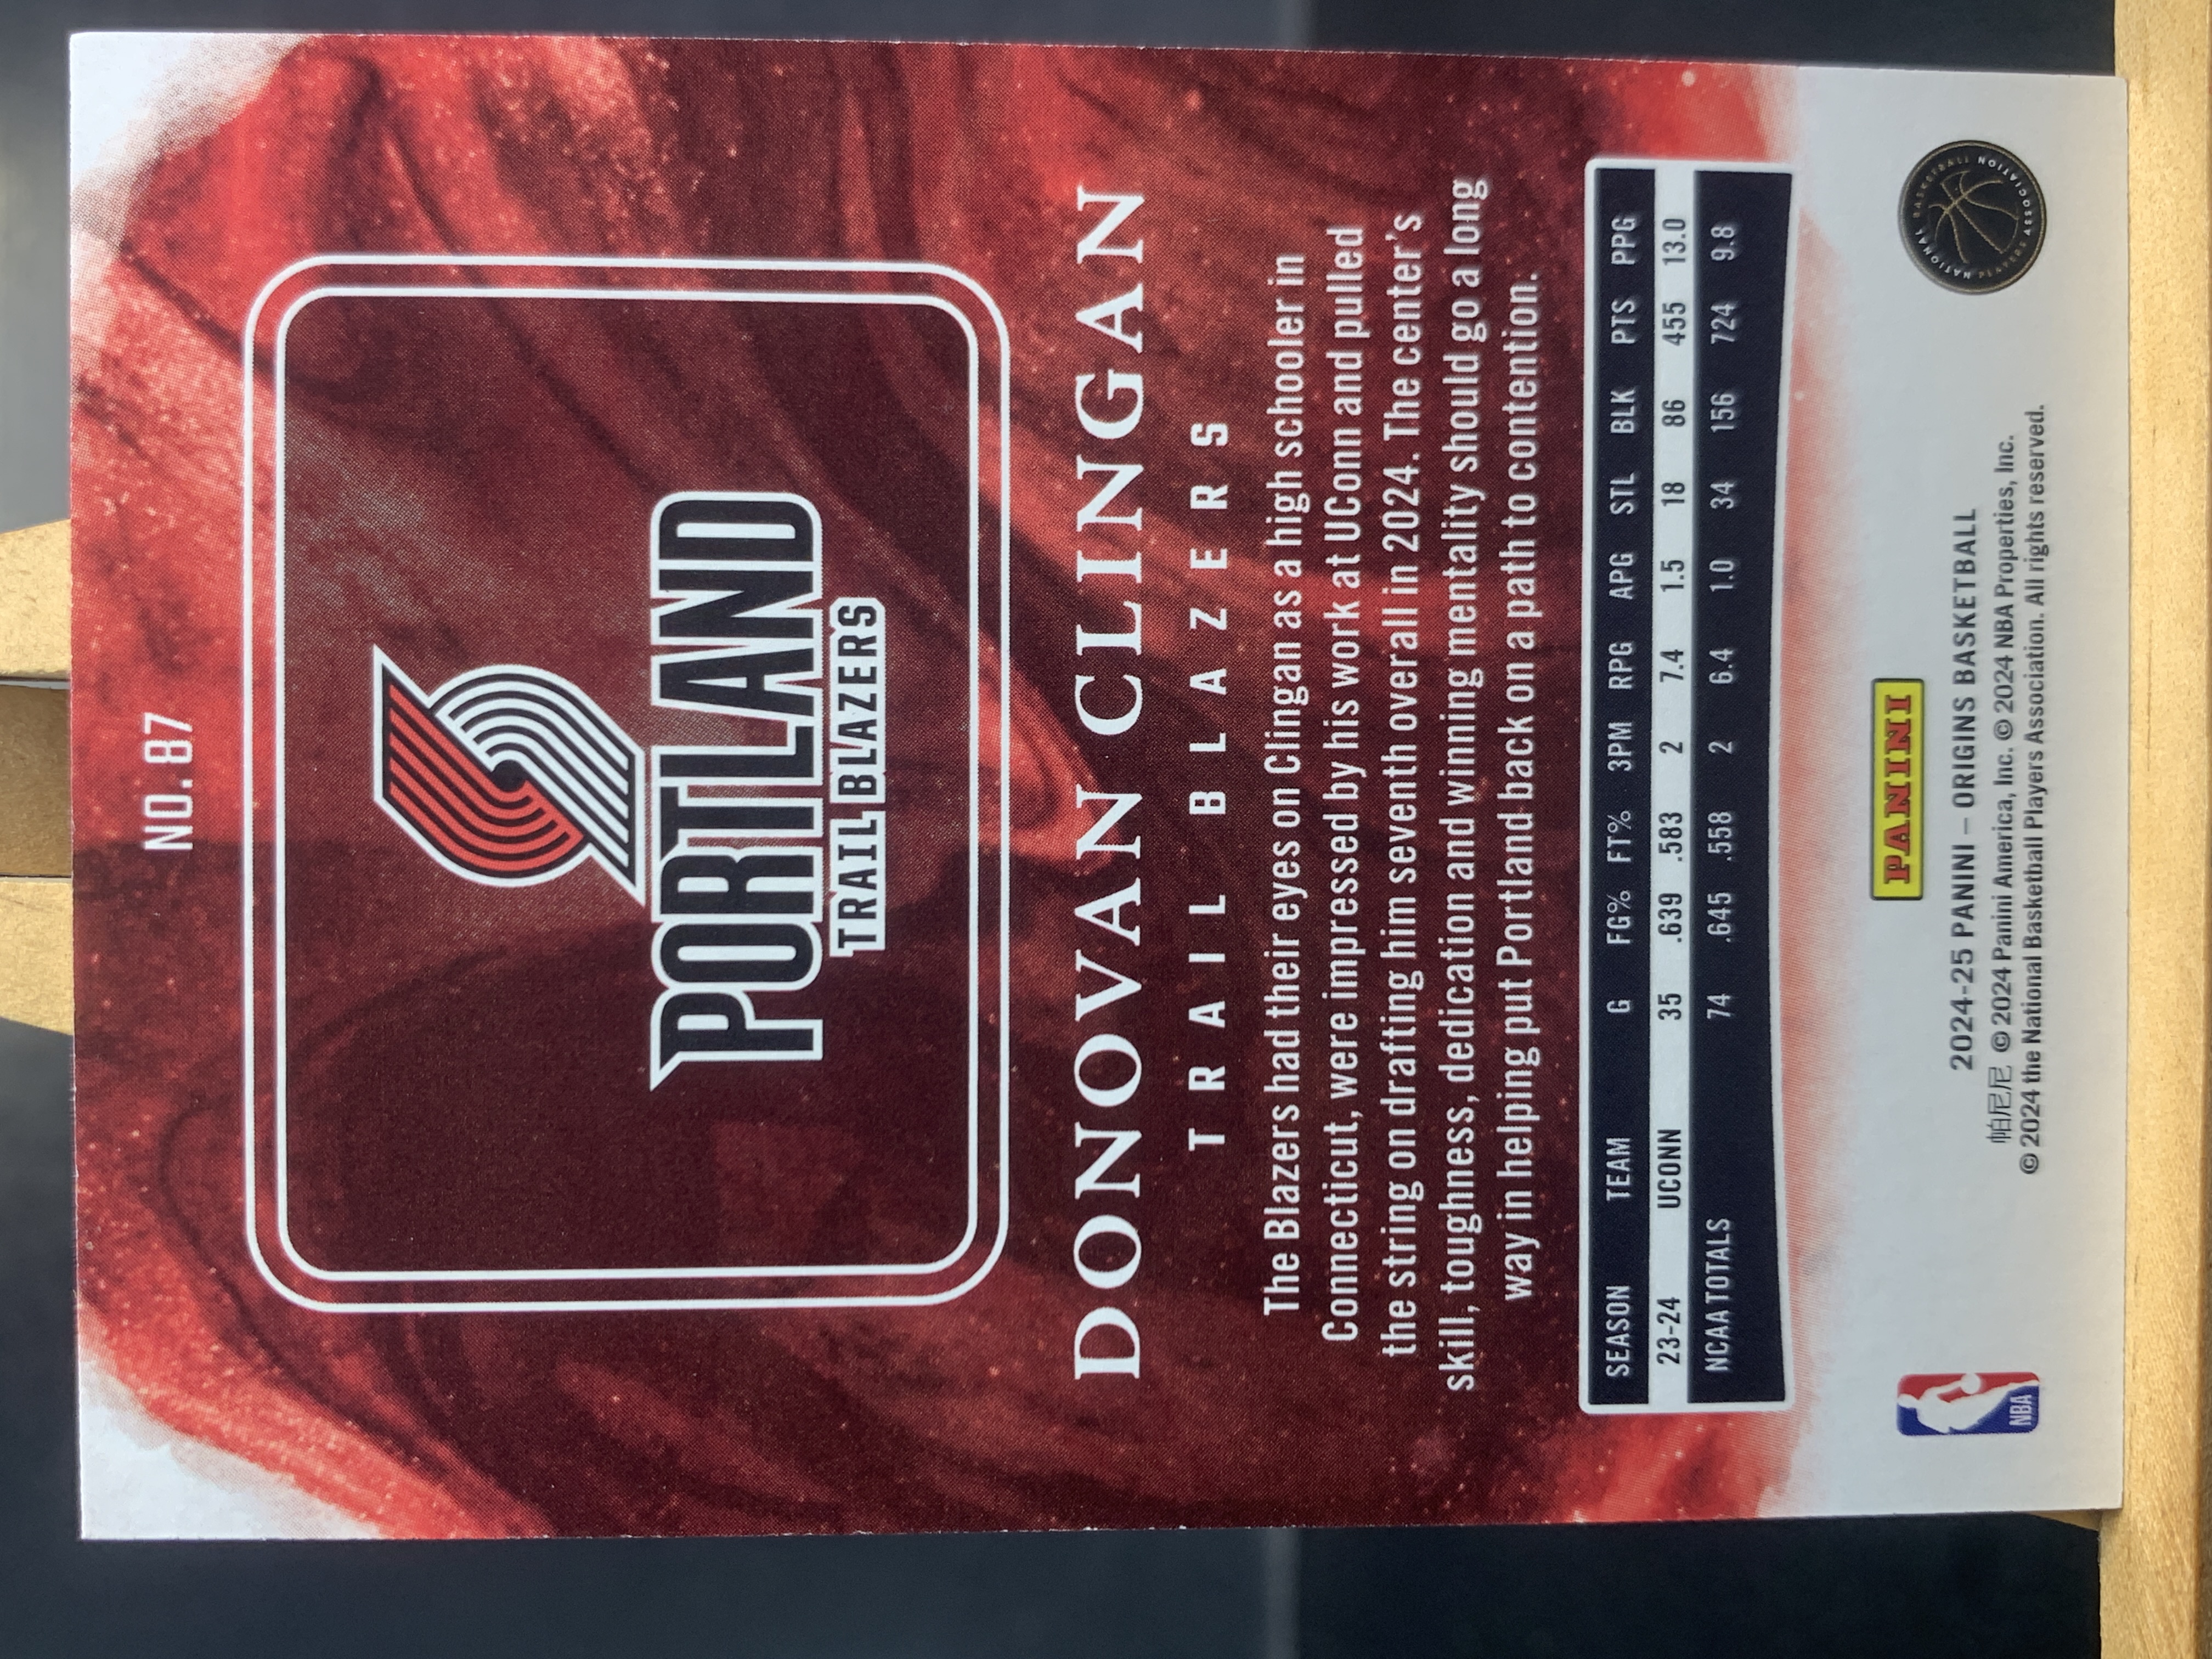 NO. 87
PORTLAND
TRAIL BLAZERS
DONOVAN CLINGAN
TRAIL BLAZERS
The Blazers had their eyes on Clingan as a high schooler in
Connecticut, were impressed by his work at UConn and pulled
the string on drafting him seventh overall in 2024. The center's
skill, toughness, dedication and winning mentality should go a long
way in helping put Portland back on a path to contention.
SEASON TEAM G FG% FT% 3PM RPG APG STL BLK PTS PPG
23-24 UCONN 35 .639 .583 2 7.4 1.5 18 86 455 13.0
NCAA TOTALS 74 .645 .558 2 6.4 1.0 34 156 724 9.8
PANINI
NBA
NATIONAL BASKETBALL PLAYERS ASSOCIATION
2024-25 PANINI – ORIGINS BASKETBALL
帕尼尼 © 2024 Panini America, Inc. © 2024 NBA Properties, Inc.
© 2024 the National Basketball Players Association. All rights reserved.